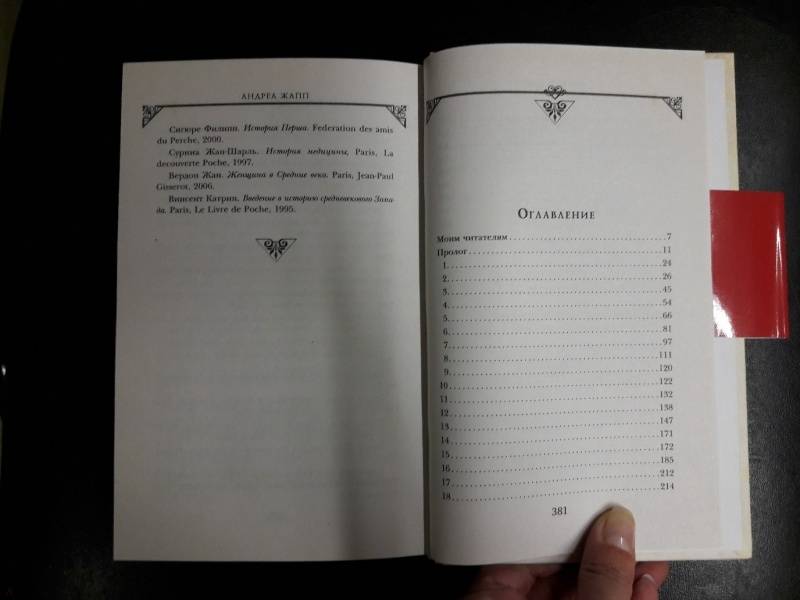 АНДРЕА ЖАПП
Сигюре Филипп. История Перша. Federation des amis
du Perche, 2000.
Сурниа Жан-Шарль. История медицины, Paris, La
decouverte Poche, 1997.
Вердон Жан. Женщина в Средние века. Paris, Jean-Paul
Gisserot, 2006.
Винсент Катрин. Введение в историю средневекового Запа-
да. Paris, Le Livre de Poche, 1995.
ОГЛАВЛЕНИЕ
Моим читателям 7
Пролог 11
1. 24
2. 26
3. 45
4. 54
5. 66
6. 81
7. 97
8. 111
9. 120
10. 122
11. 132
12. 138
13. 147
14. 171
15. 172
16. 185
17. 212
18. 214
381